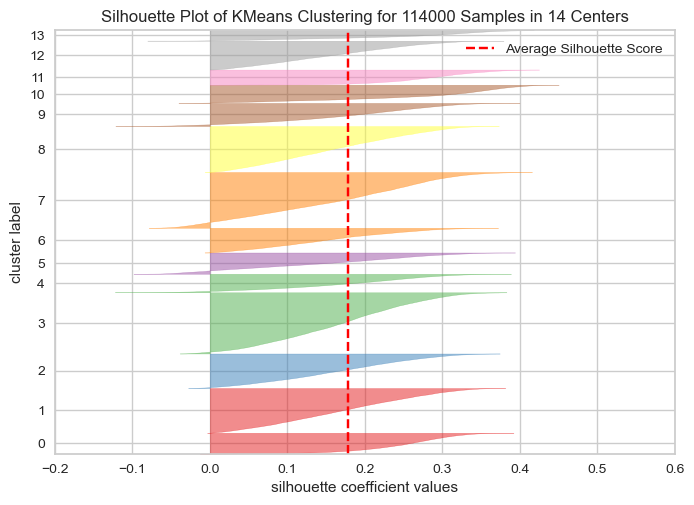 Silhouette Plot of KMeans Clustering for 114000 Samples in 14 Centers
Average Silhouette Score
cluster label
13
12
11
10
9
8
7
6
5
4
3
2
1
0
−0.2 −0.1 0.0 0.1 0.2 0.3 0.4 0.5 0.6
silhouette coefficient values